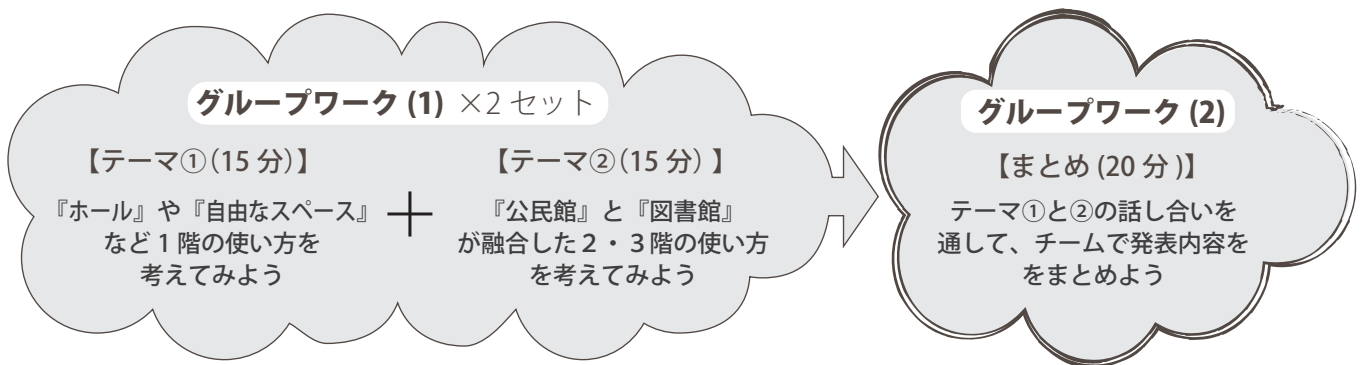 グループワーク (1) ×2 セット
【テーマ①(15 分)】
『ホール』や『自由なスペース』
など 1 階の使い方を
考えてみよう
+
【テーマ②(15 分) 】
『公民館』と『図書館』
が融合した 2 ・ 3 階の使い方
を考えてみよう
グループワーク (2)
【まとめ (20 分 )】
テーマ①と②の話し合いを
通して、チームで発表内容を
をまとめよう